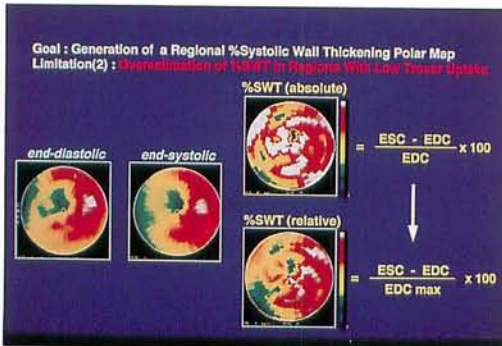 Goal : Generation of a Regional %Systolic Wall Thickening Polar Map
Limitation(2) : Overestimation of %SWT in Regions With Low Tracer Uptake
%SWT (absolute)
end-diastolic end-systolic
= ESC - EDC
EDC
x 100
%SWT (relative)
= ESC - EDC
EDC max
x 100